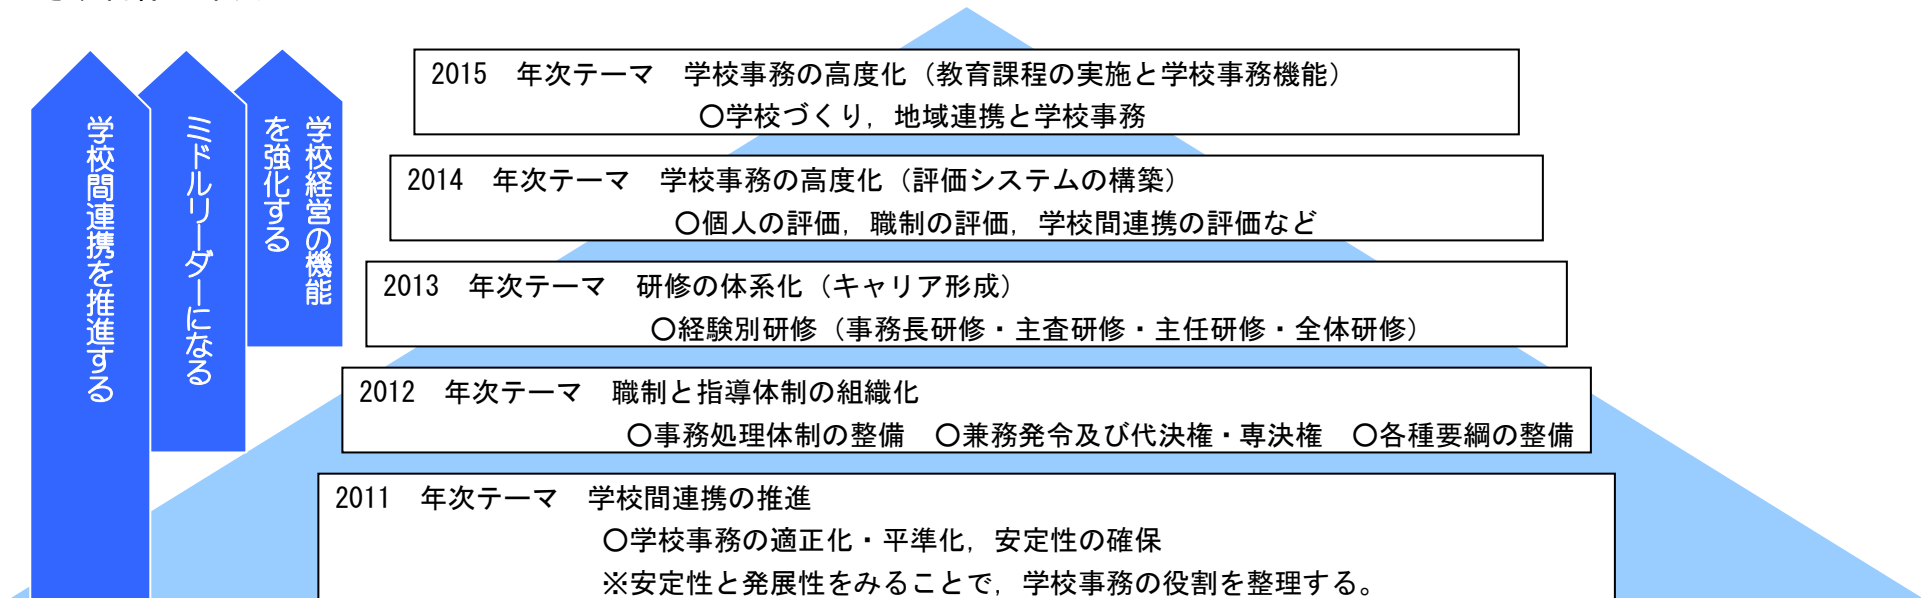 学校間連携を推進する
ミドルリーダーになる
学校経営の機能
を強化する
2015　年次テーマ　学校事務の高度化（教育課程の実施と学校事務機能）
〇学校づくり，地域連携と学校事務
2014　年次テーマ　学校事務の高度化（評価システムの構築）
〇個人の評価，職制の評価，学校間連携の評価など
2013　年次テーマ　研修の体系化（キャリア形成）
〇経験別研修（事務長研修・主査研修・主任研修・全体研修）
2012　年次テーマ　職制と指導体制の組織化
〇事務処理体制の整備　〇兼務発令及び代決権・専決権　〇各種要綱の整備
2011　年次テーマ　学校間連携の推進
〇学校事務の適正化・平準化，安定性の確保
※安定性と発展性をみることで，学校事務の役割を整理する。